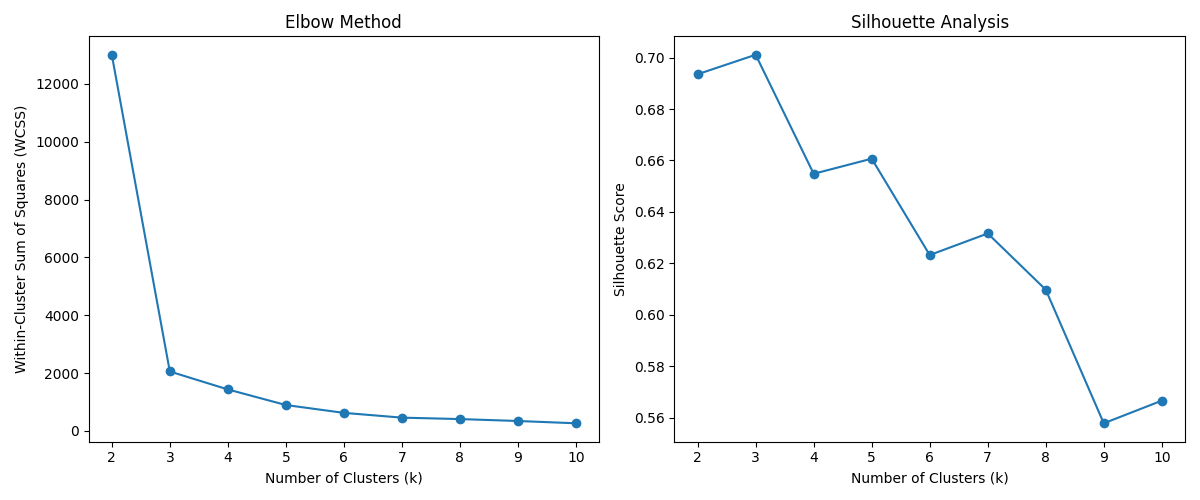 Elbow Method
Within-Cluster Sum of Squares (WCSS)
12000
10000
8000
6000
4000
2000
0
2 3 4 5 6 7 8 9 10
Number of Clusters (k)
Silhouette Analysis
Silhouette Score
0.70
0.68
0.66
0.64
0.62
0.60
0.58
0.56
2 3 4 5 6 7 8 9 10
Number of Clusters (k)